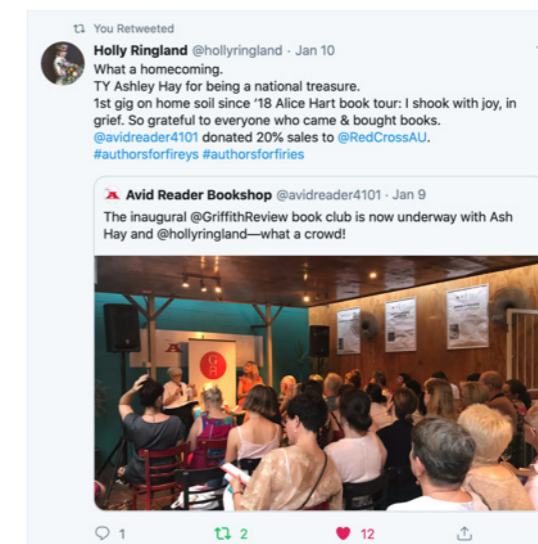 You Retweeted
Holly Ringland @hollyringland · Jan 10
What a homecoming.
TY Ashley Hay for being a national treasure.
1st gig on home soil since '18 Alice Hart book tour: I shook with joy, in
grief. So grateful to everyone who came & bought books.
@avidreader4101 donated 20% sales to @RedCrossAU.
#authorsforfireys #authorsforfiries
Avid Reader Bookshop @avidreader4101 · Jan 9
The inaugural @GriffithReview book club is now underway with Ash
Hay and @hollyringland—what a crowd!
1 2 12